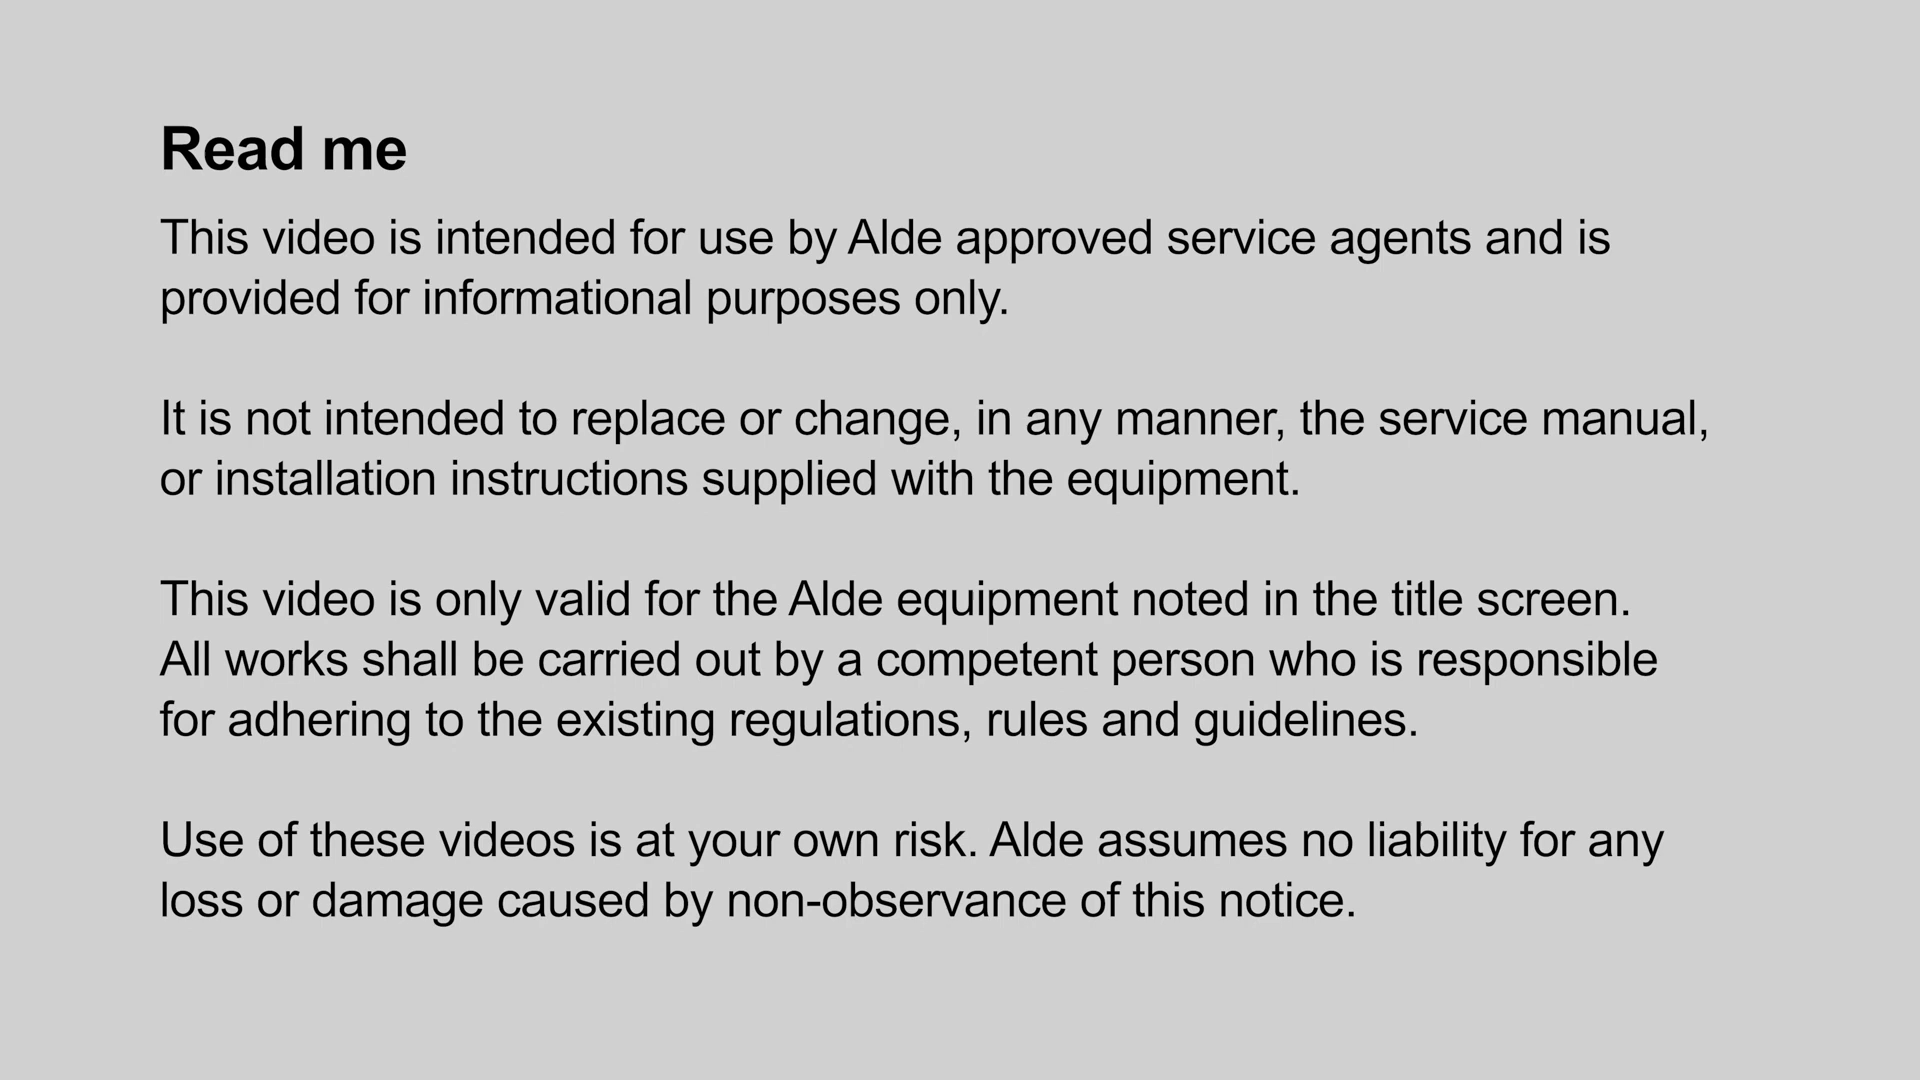 Read me
This video is intended for use by Alde approved service agents and is
provided for informational purposes only.
It is not intended to replace or change, in any manner, the service manual,
or installation instructions supplied with the equipment.
This video is only valid for the Alde equipment noted in the title screen.
All works shall be carried out by a competent person who is responsible
for adhering to the existing regulations, rules and guidelines.
Use of these videos is at your own risk. Alde assumes no liability for any
loss or damage caused by non-observance of this notice.